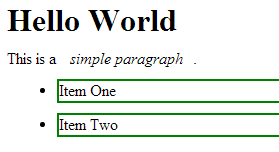 Hello World
This is a simple paragraph .
Item One
Item Two